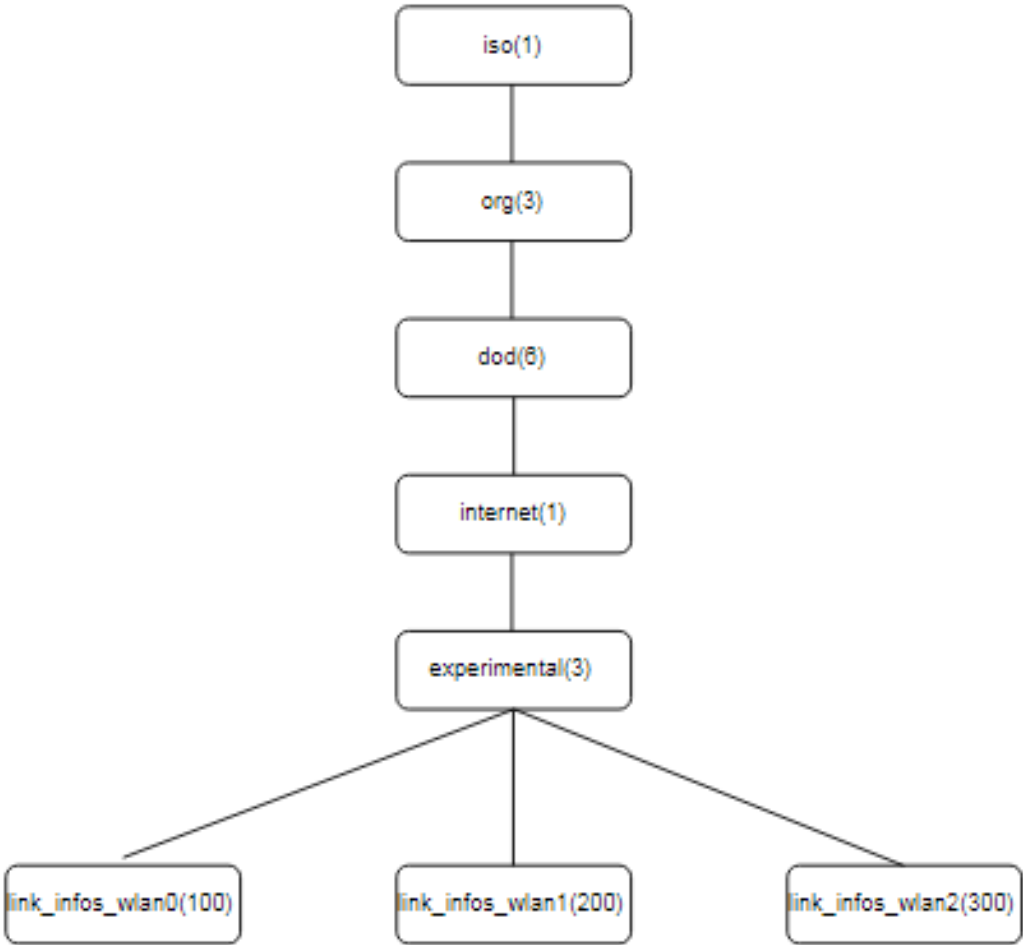 iso(1)
org(3)
dod(6)
internet(1)
experimental(3)
link_infos_wlan0(100)
link_infos_wlan1(200)
link_infos_wlan2(300)